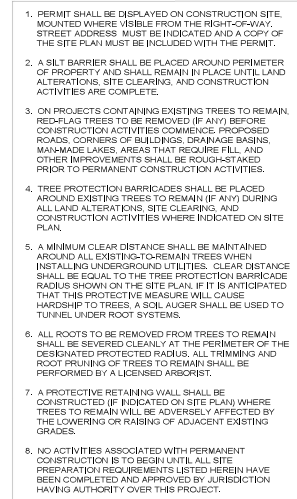 1. PERMIT SHALL BE DISPLAYED ON CONSTRUCTION SITE,
MOUNTED WHERE VISIBLE FROM THE RIGHT-OF-WAY.
STREET ADDRESS MUST BE INDICATED AND A COPY OF
THE SITE PLAN MUST BE INCLUDED WITH THE PERMIT.
2. A SILT BARRIER SHALL BE PLACED AROUND PERIMETER
OF PROPERTY AND SHALL REMAIN IN PLACE UNTIL LAND
ALTERATIONS, SITE CLEARING, AND CONSTRUCTION
ACTIVITIES ARE COMPLETE.
3. ON PROJECTS CONTAINING EXISTING TREES TO REMAIN,
RED-FLAG TREES TO BE REMOVED (IF ANY) BEFORE
CONSTRUCTION ACTIVITIES COMMENCE. PROPOSED
ROADS, CORNERS OF BUILDINGS, DRAINAGE BASINS,
MAN-MADE LAKES, AREAS THAT REQUIRE FILL, AND
OTHER IMPROVEMENTS SHALL BE ROUGH-STAKED
PRIOR TO PERMANENT CONSTRUCTION ACTIVITIES.
4. TREE PROTECTION BARRICADES SHALL BE PLACED
AROUND EXISTING TREES TO REMAIN (IF ANY) DURING
ALL LAND ALTERATIONS, SITE CLEARING, AND
CONSTRUCTION ACTIVITIES WHERE INDICATED ON SITE
PLAN.
5. A MINIMUM CLEAR DISTANCE SHALL BE MAINTAINED
AROUND ALL EXISTING-TO-REMAIN TREES WHEN
INSTALLING UNDERGROUND UTILITIES. CLEAR DISTANCE
SHALL BE EQUAL TO THE TREE PROTECTION BARRICADE
RADIUS SHOWN ON THE SITE PLAN. IF IT IS ANTICIPATED
THAT THIS PROTECTIVE MEASURE WILL CAUSE
HARDSHIP TO TREES, A SOIL AUGER SHALL BE USED TO
TUNNEL UNDER ROOT SYSTEMS.
6. ALL ROOTS TO BE REMOVED FROM TREES TO REMAIN
SHALL BE SEVERED CLEANLY AT THE PERIMETER OF THE
DESIGNATED PROTECTED RADIUS. ALL TRIMMING AND
ROOT PRUNING OF TREES TO REMAIN SHALL BE
PERFORMED BY A LICENSED ARBORIST.
7. A PROTECTIVE RETAINING WALL SHALL BE
CONSTRUCTED (IF INDICATED ON SITE PLAN) WHERE
TREES TO REMAIN WILL BE ADVERSELY AFFECTED BY
THE LOWERING OR RAISING OF ADJACENT EXISTING
GRADES.
8. NO ACTIVITIES ASSOCIATED WITH PERMANENT
CONSTRUCTION IS TO BEGIN UNTIL ALL SITE
PREPARATION REQUIREMENTS LISTED HEREIN HAVE
BEEN COMPLETED AND APPROVED BY JURISDICTION
HAVING AUTHORITY OVER THIS PROJECT.